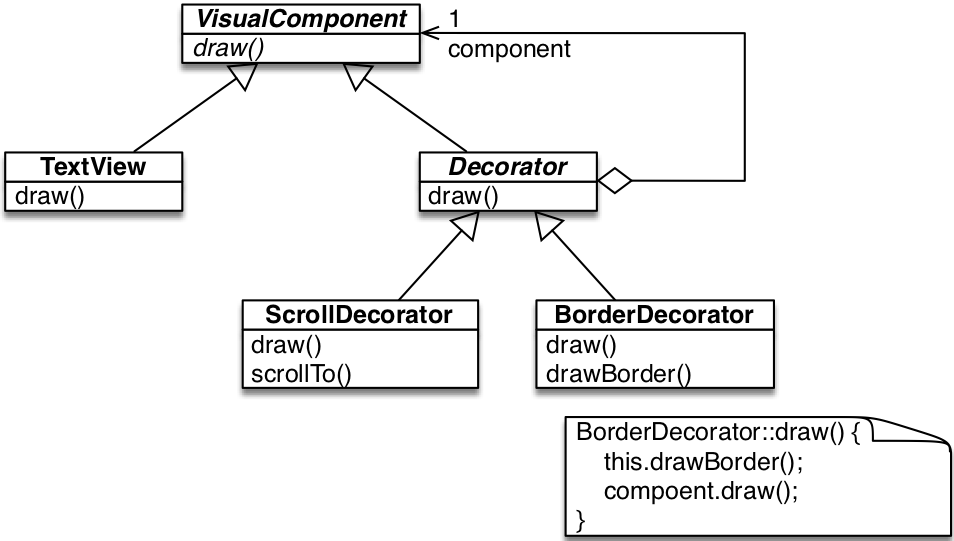 VisualComponent
draw()
1
component
TextView
draw()
Decorator
draw()
ScrollDecorator
draw()
scrollTo()
BorderDecorator
draw()
drawBorder()
BorderDecorator::draw() {
this.drawBorder();
compoent.draw();
}